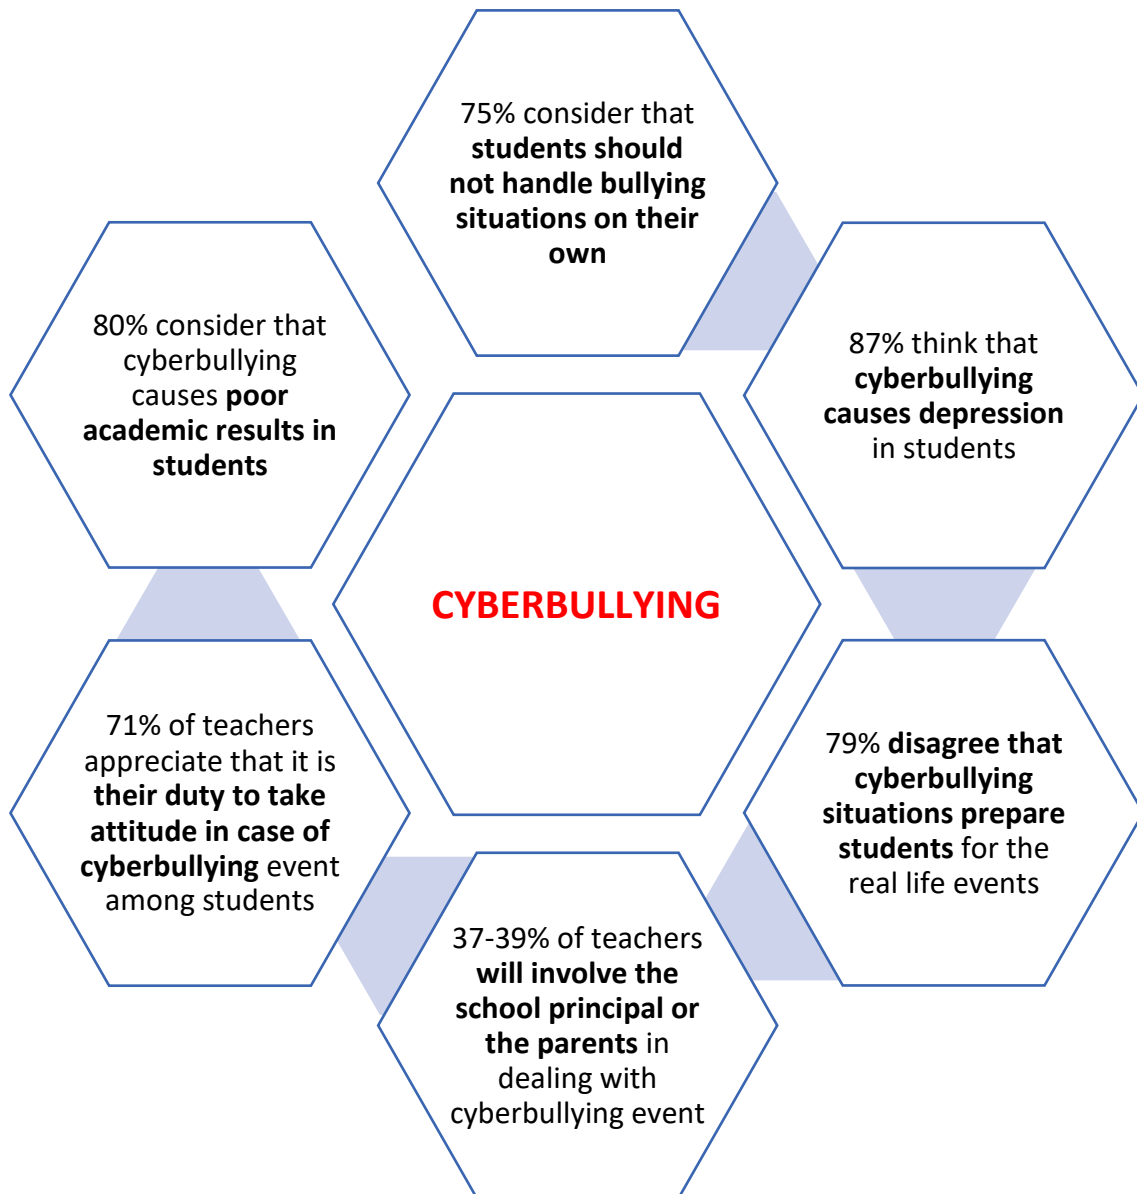 75% consider that
students should
not handle bullying
situations on their
own
80% consider that
cyberbullying
causes poor
academic results in
students
87% think that
cyberbullying
causes depression
in students
CYBERBULLYING
71% of teachers
appreciate that it is
their duty to take
attitude in case of
cyberbullying event
among students
79% disagree that
cyberbullying
situations prepare
students for the
real life events
37-39% of teachers
will involve the
school principal or
the parents in
dealing with
cyberbullying event